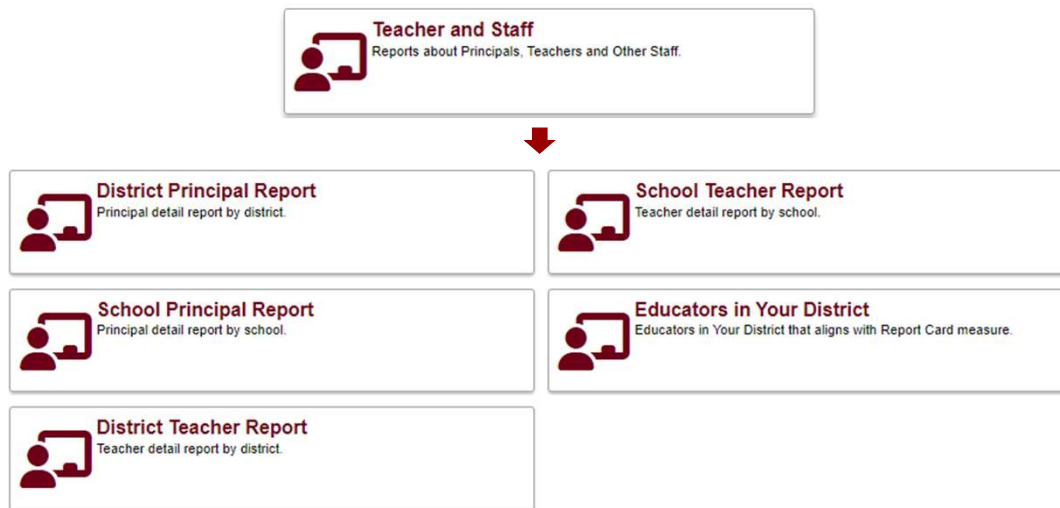 Teacher and Staff
Reports about Principals, Teachers and Other Staff.
District Principal Report
Principal detail report by district.
School Teacher Report
Teacher detail report by school.
School Principal Report
Principal detail report by school.
Educators in Your District
Educators in Your District that aligns with Report Card measure.
District Teacher Report
Teacher detail report by district.